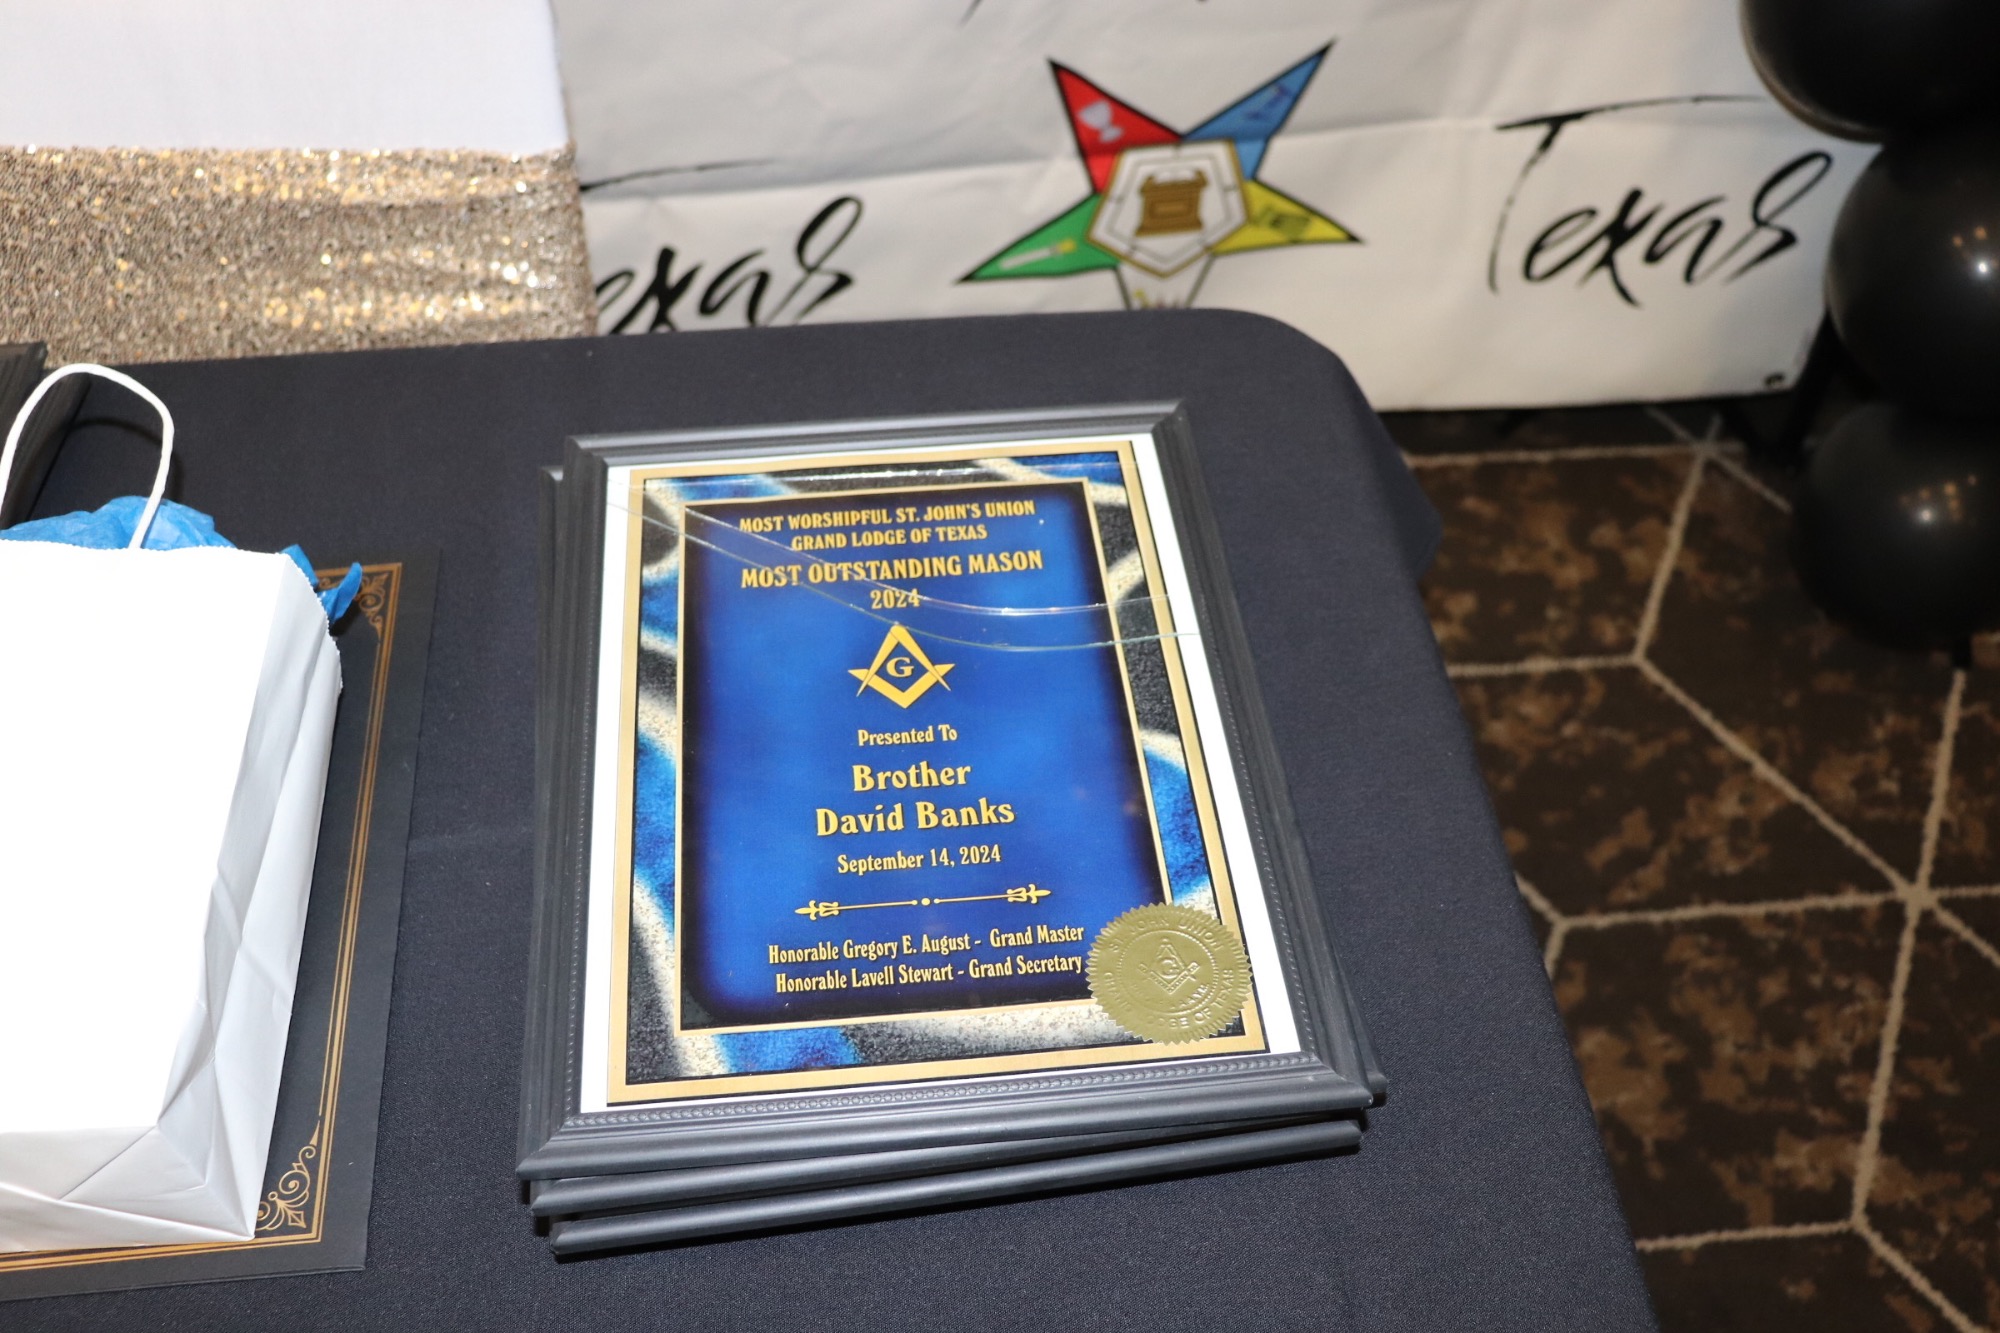 Texas
Texas
MOST WORSHIPFUL ST. JOHN'S UNION
GRAND LODGE OF TEXAS
MOST OUTSTANDING MASON
2024
G
Presented To
Brother
David Banks
September 14, 2024
Honorable Gregory E. August - Grand Master
Honorable Lavell Stewart - Grand Secretary